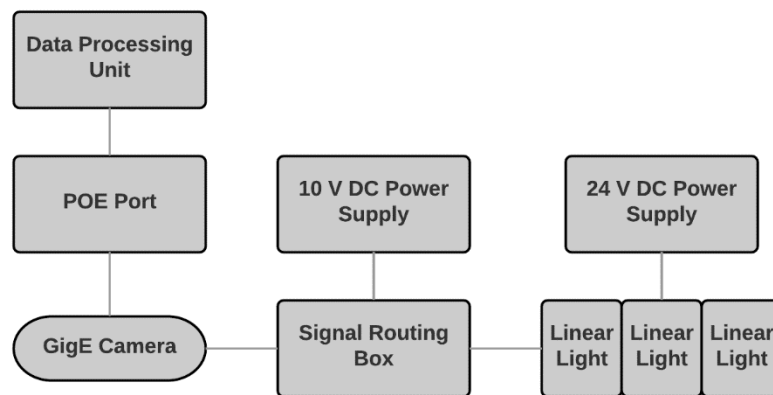 Data Processing
Unit
POE Port
10 V DC Power
Supply
24 V DC Power
Supply
GigE Camera
Signal Routing
Box
Linear
Light
Linear
Light
Linear
Light